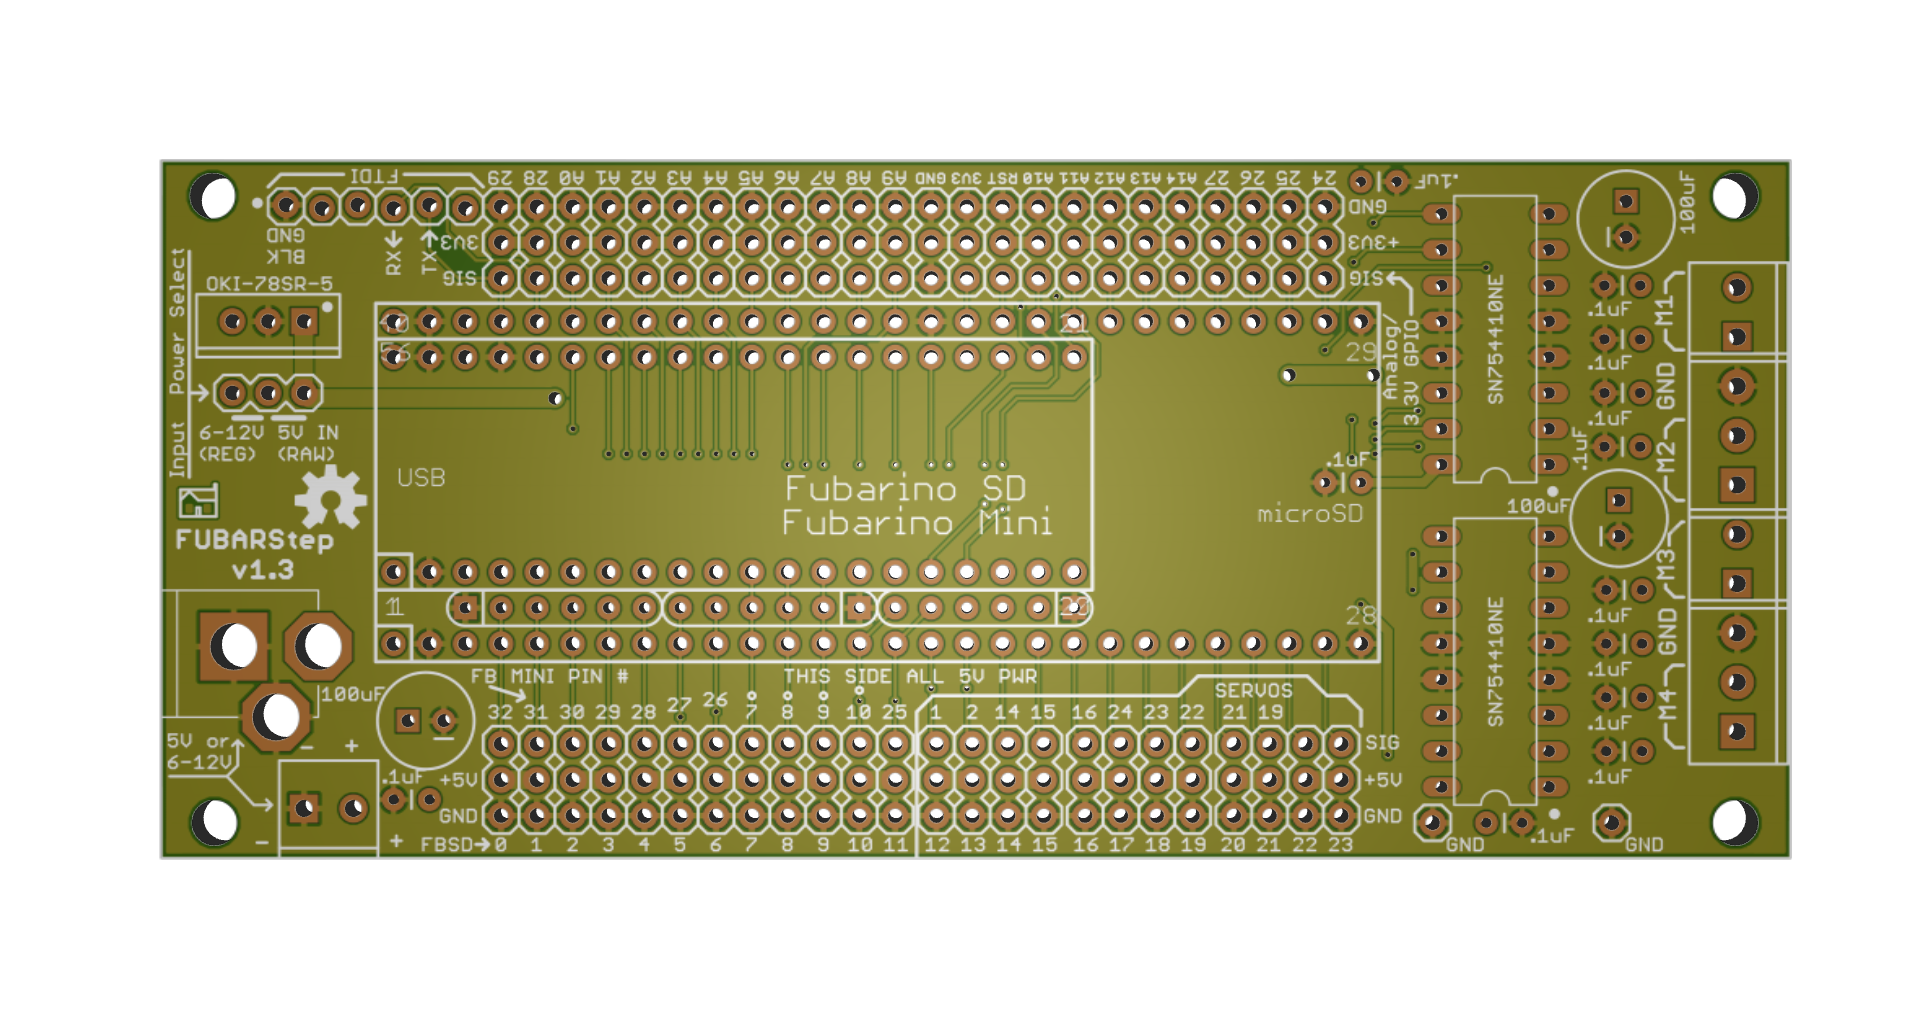 FTDI
29 28 A0 A1 A2 A3 A4 A5 A6 A7 A8 A9 GND 3V3 RST A10 A11 A12 A13 A14 27 26 25 24
.1uF
100uF
GND
BLK
RX
TX
3V3
SIG
GND
+3V3
SIG
Input Power Select
OKI-78SR-5
40
56
21
29
Analog/
3.3V GPIO
SN754410NE
.1uF
.1uF
.1uF
.1uF
M1
GND
M2
6-12V 5V IN
(REG) (RAW)
USB
Fubarino SD
Fubarino Mini
microSD
.1uF
100uF
FUBARStep
v1.3
1
20
28
SN754410NE
.1uF
.1uF
.1uF
.1uF
M3
GND
M4
FB MINI PIN #
THIS SIDE ALL 5V PWR
SERVOS
100uF
32 31 30 29 28 27 26 7 8 9 10 25 1 2 14 15 16 24 23 22 21 19
5V or
6-12V
- +
.1uF
+5V
GND
SIG
+5V
GND
- +
FBSD 0 1 2 3 4 5 6 7 8 9 10 11 12 13 14 15 16 17 18 19 20 21 22 23
GND
.1uF
GND